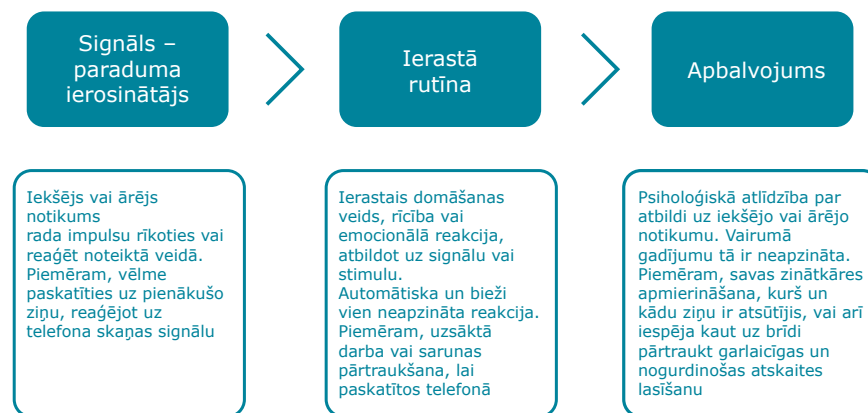 Signāls –
paraduma
ierosinātājs
Ierastā
rutīna
Apbalvojums
Iekšējs vai ārējs
notikums
rada impulsu rīkoties vai
reaģēt noteiktā veidā.
Piemēram, vēlme
paskatīties uz pienākušo
ziņu, reaģējot uz
telefona skaņas signālu
Ierastais domāšanas
veids, rīcība vai
emocionālā reakcija,
atbildot uz signālu vai
stimulu.
Automātiska un bieži
vien neapzināta reakcija.
Piemēram, uzsāktā
darba vai sarunas
pārtraukšana, lai
paskatītos telefonā
Psiholoģiskā atlīdzība par
atbildi uz iekšējo vai ārējo
notikumu. Vairumā
gadījumu tā ir neapzināta.
Piemēram, savas zinātkāres
apmierināšana, kurš un
kādu ziņu ir atsūtījis, vai arī
iespēja kaut uz brīdi
pārtraukt garlaicīgas un
nogurdinošas atskaites
lasīšanu